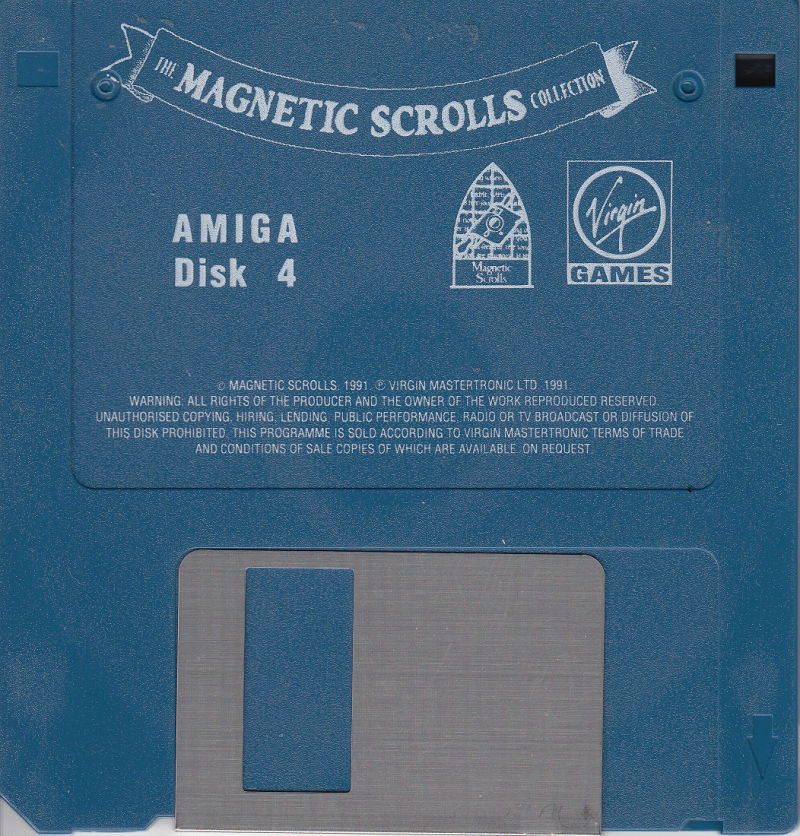 THE MAGNETIC SCROLLS COLLECTION
AMIGA
Disk 4
Magnetic
Scrolls
Virgin
GAMES
© MAGNETIC SCROLLS. 1991. ℗ VIRGIN MASTERTRONIC LTD. 1991.
WARNING: ALL RIGHTS OF THE PRODUCER AND THE OWNER OF THE WORK REPRODUCED RESERVED.
UNAUTHORISED COPYING, HIRING, LENDING, PUBLIC PERFORMANCE, RADIO OR TV BROADCAST OR DIFFUSION OF
THIS DISK PROHIBITED. THIS PROGRAMME IS SOLD ACCORDING TO VIRGIN MASTERTRONIC TERMS OF TRADE
AND CONDITIONS OF SALE COPIES OF WHICH ARE AVAILABLE ON REQUEST.